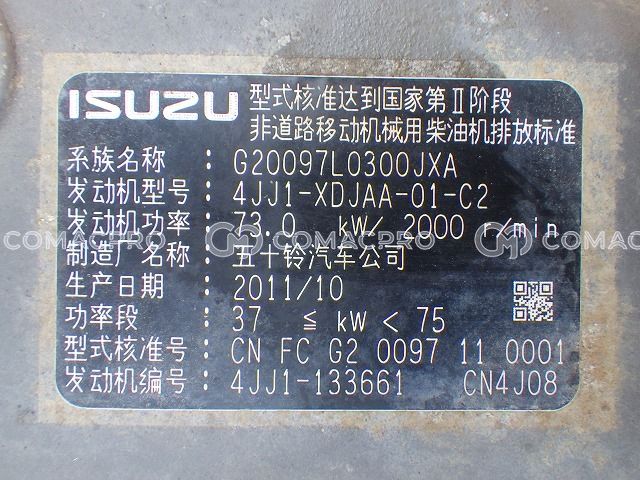 ISUZU 型式核准达到国家第Ⅱ阶段
非道路移动机械用柴油机排放标准
系族名称 : G20097L0300JXA
发动机型号: 4JJ1-XDJAA-01-C2
发动机功率: 73.0 kW/ 2000 r/min
COMACPRO COMACPRO COMACPRO
制造厂名称: 五十铃汽车公司
生产日期 : 2011/10
功率段 : 37 ≦ kW < 75
型式核准号: CN FC G2 0097 11 0001
发动机编号: 4JJ1-133661 CN4J08